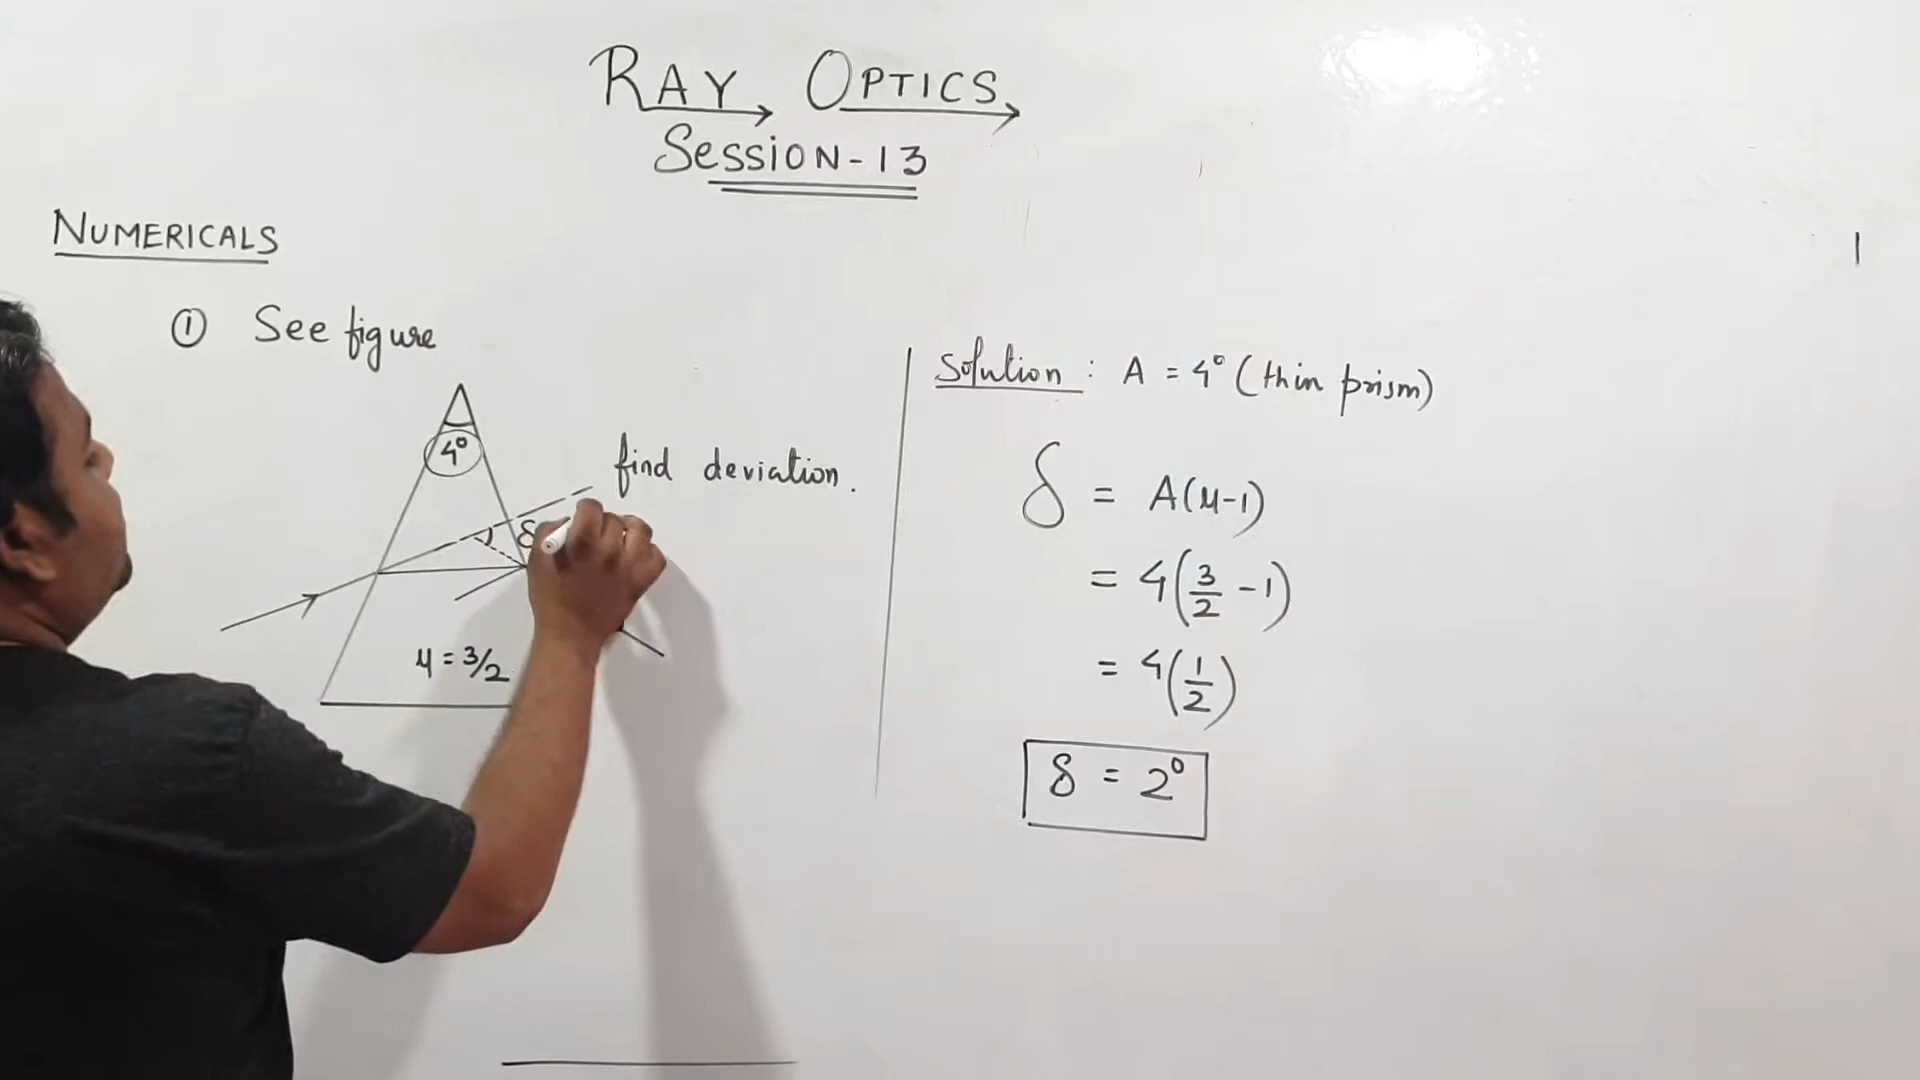 RAY OPTICS
SESSION-13
NUMERICALS
① See figure
4°
find deviation.
δ
μ = 3/2
Solution : A = 4° (thin prism)
δ = A(μ-1)
= 4(3/2 - 1)
= 4(1/2)
δ = 2°